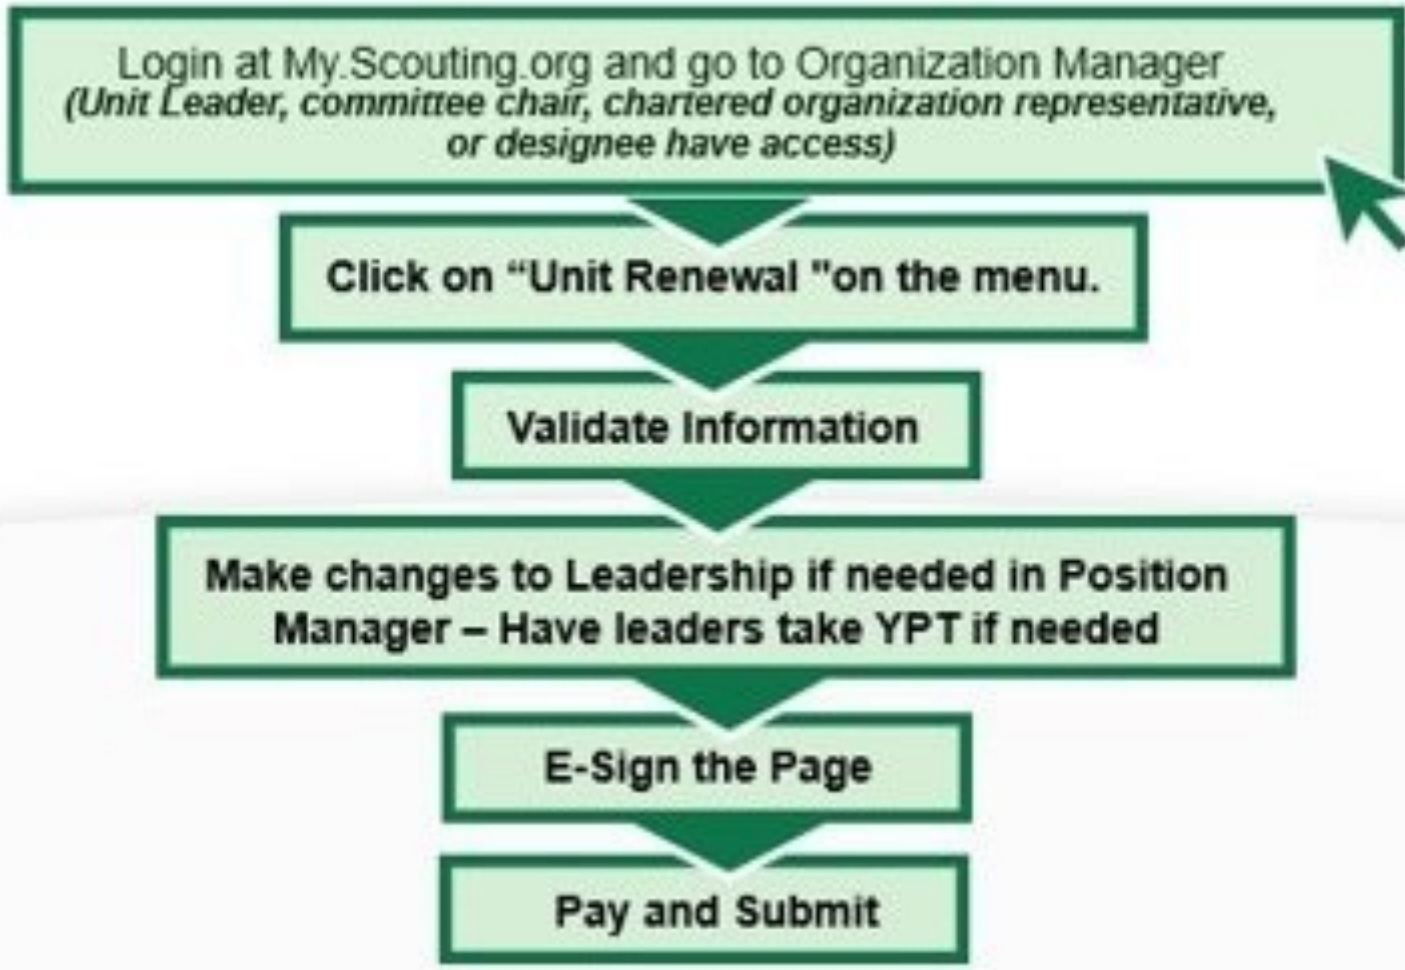 Login at My.Scouting.org and go to Organization Manager
(Unit Leader, committee chair, chartered organization representative,
or designee have access)
Click on “Unit Renewal "on the menu.
Validate Information
Make changes to Leadership if needed in Position
Manager – Have leaders take YPT if needed
E-Sign the Page
Pay and Submit